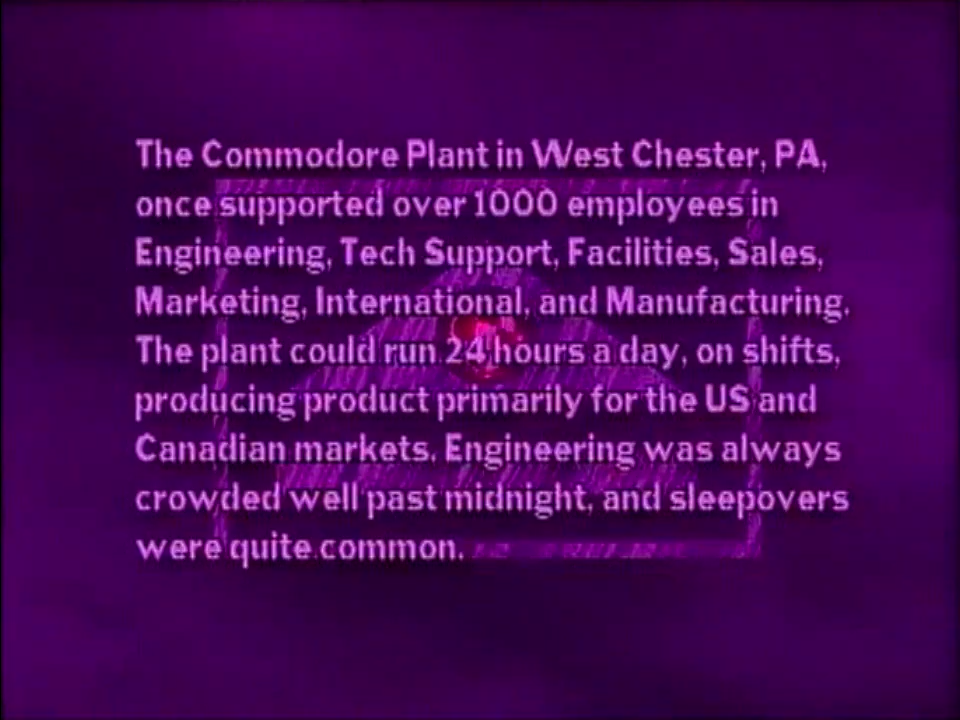 The Commodore Plant in West Chester, PA,
once supported over 1000 employees in
Engineering, Tech Support, Facilities, Sales,
Marketing, International, and Manufacturing.
The plant could run 24 hours a day, on shifts,
producing product primarily for the US and
Canadian markets. Engineering was always
crowded well past midnight, and sleepovers
were quite common.